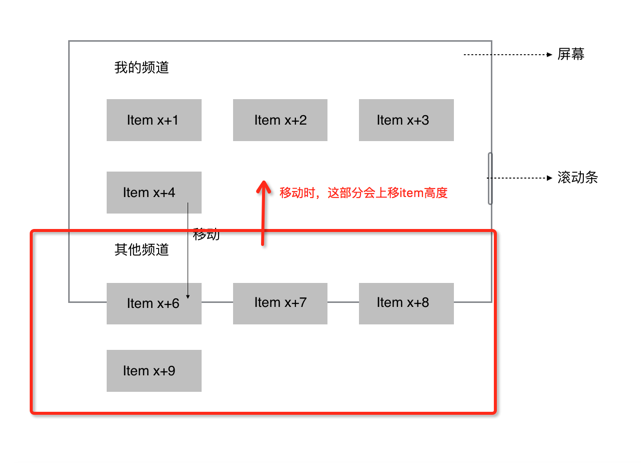 屏幕
我的频道
Item x+1
Item x+2
Item x+3
滚动条
Item x+4
移动时，这部分会上移item高度
移动
其他频道
Item x+6
Item x+7
Item x+8
Item x+9